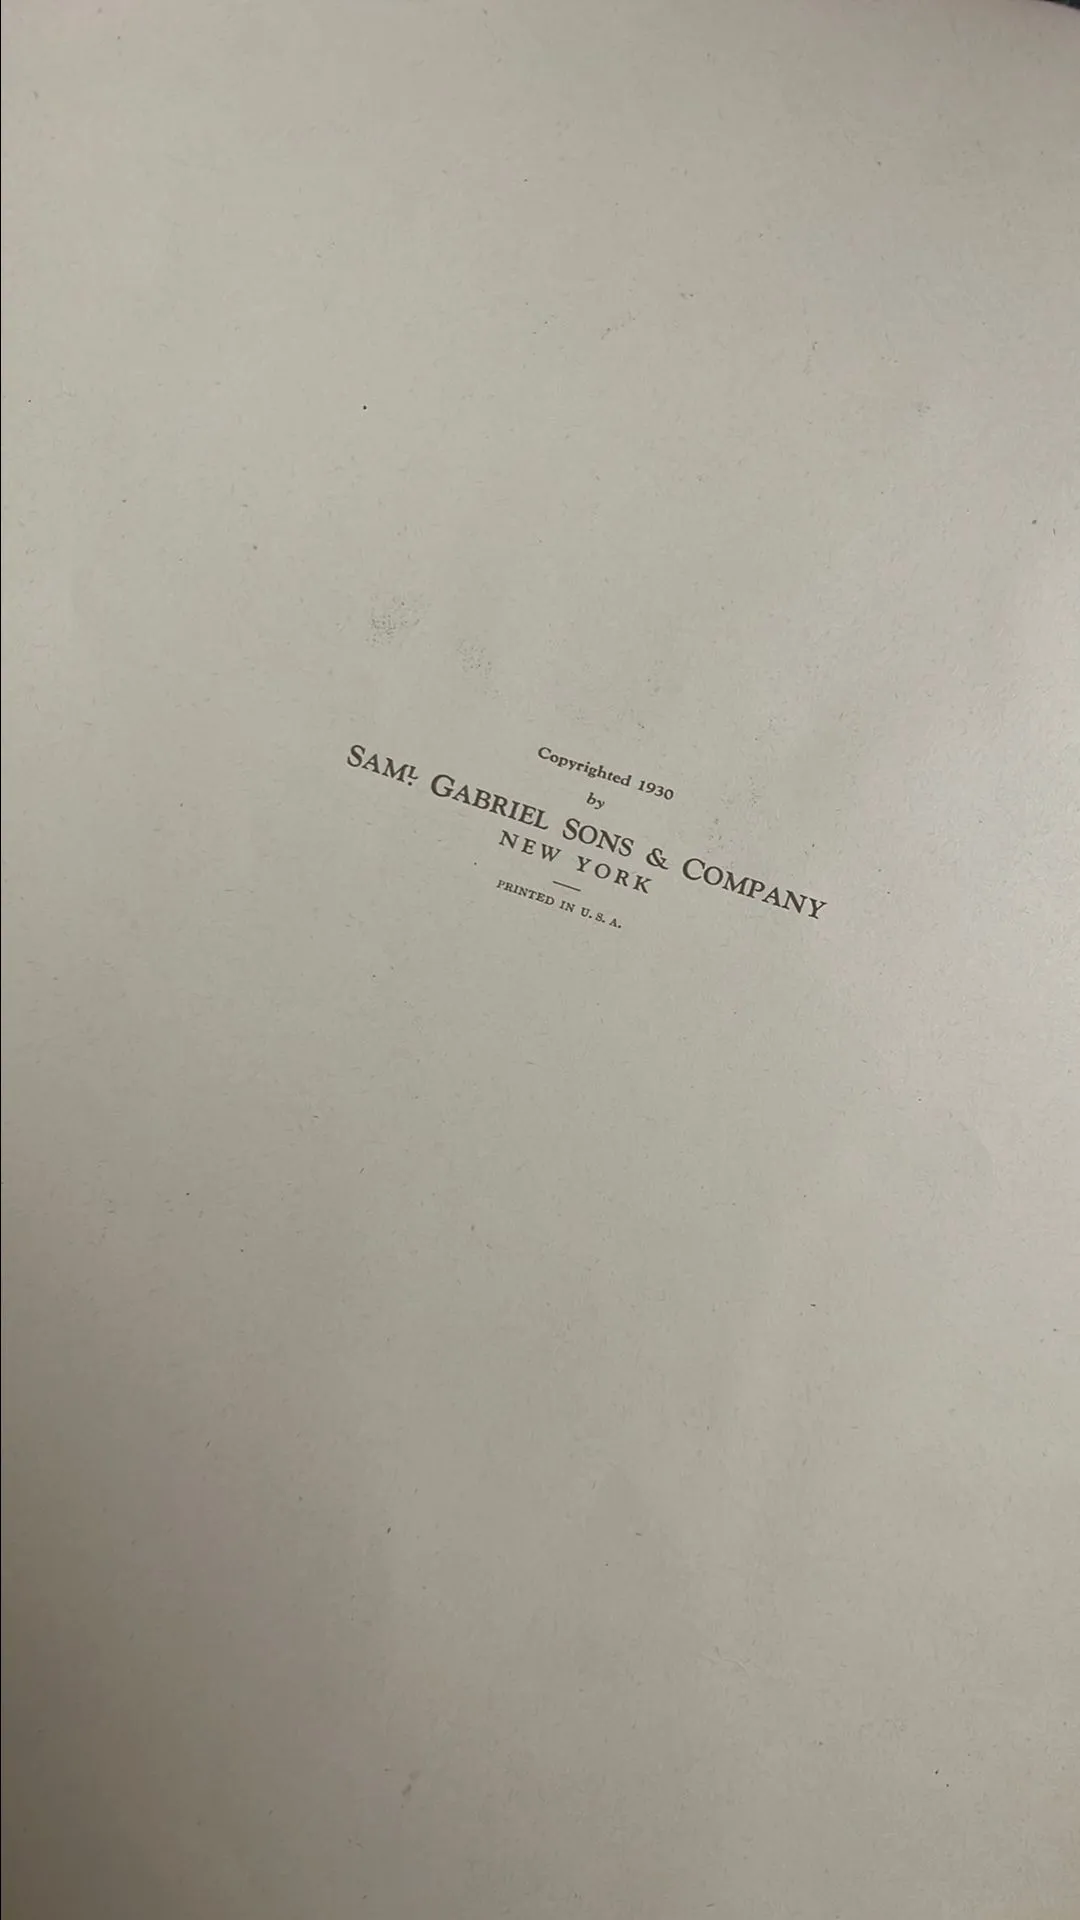 Copyrighted 1930
by
SAMᴸ. GABRIEL SONS & COMPANY
NEW YORK
PRINTED IN U. S. A.